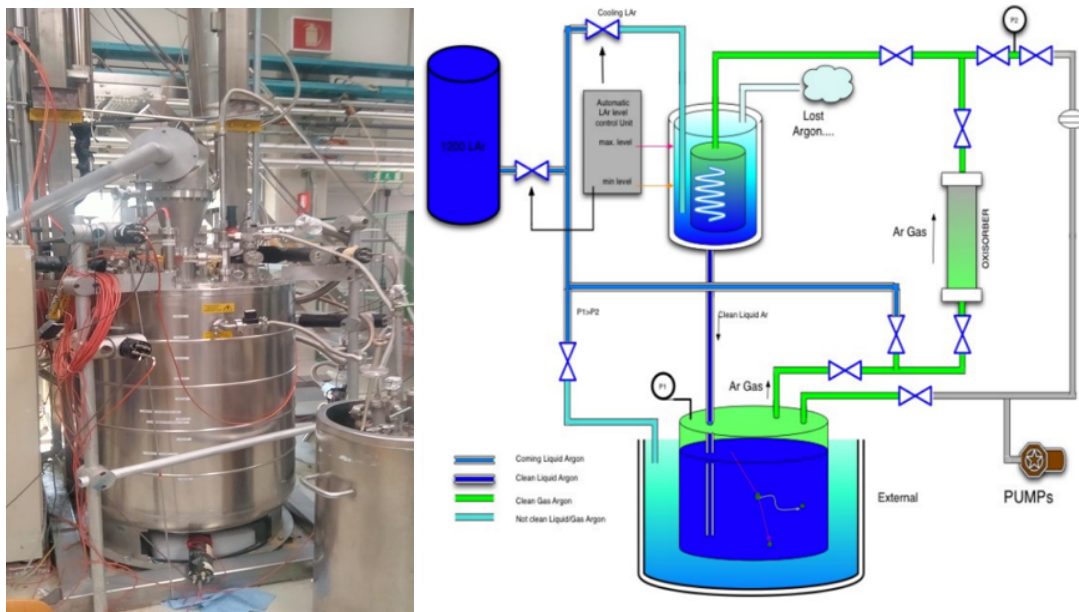 Cooling LAr
P2
1200 LAr
Automatic
LAr level
control Unit
max. level
min level
Lost
Argon....
Ar Gas
OXISORBER
P1>P2
Clean Liquid Ar
P1
Ar Gas
External
PUMPs
Coming Liquid Argon
Clean Liquid Argon
Clean Gas Argon
Not clean Liquid/Gas Argon